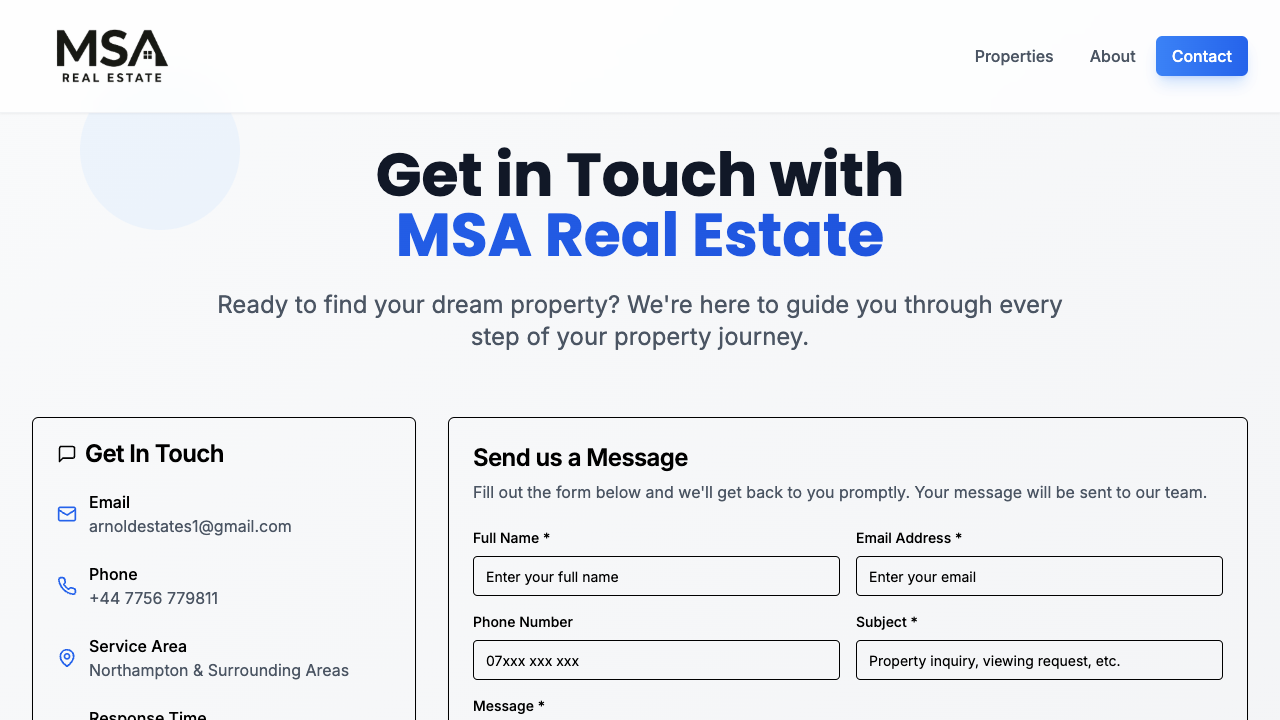 MSA
REAL ESTATE
Properties
About
Contact
Get in Touch with
MSA Real Estate
Ready to find your dream property? We're here to guide you through every
step of your property journey.
Get In Touch
Email
arnoldestates1@gmail.com
Phone
+44 7756 779811
Service Area
Northampton & Surrounding Areas
Response Time
Send us a Message
Fill out the form below and we'll get back to you promptly. Your message will be sent to our team.
Full Name *
Enter your full name
Email Address *
Enter your email
Phone Number
07xxx xxx xxx
Subject *
Property inquiry, viewing request, etc.
Message *